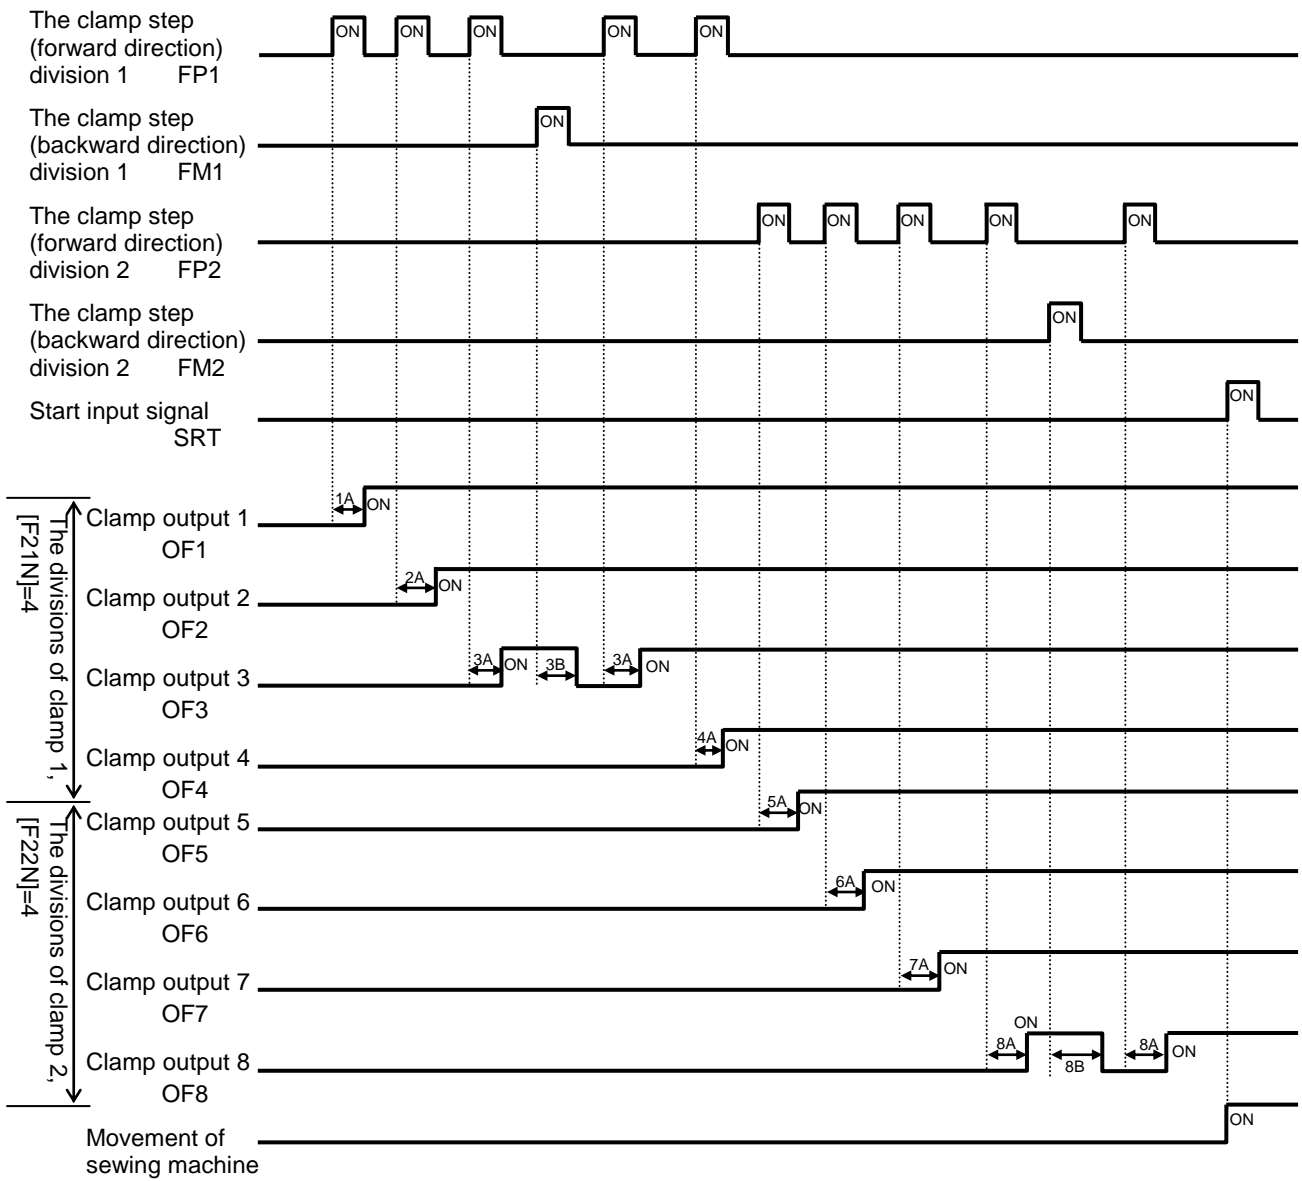 The clamp step
(forward direction)
division 1 FP1
ON ON ON ON ON
The clamp step
(backward direction)
division 1 FM1
ON
The clamp step
(forward direction)
division 2 FP2
ON ON ON ON ON
The clamp step
(backward direction)
division 2 FM2
ON
Start input signal
SRT
ON
The divisions of clamp 1,
[F21N]=4
Clamp output 1
OF1
1A ON
Clamp output 2
OF2
2A ON
Clamp output 3
OF3
3A ON 3B 3A ON
Clamp output 4
OF4
4A ON
The divisions of clamp 2,
[F22N]=4
Clamp output 5
OF5
5A ON
Clamp output 6
OF6
6A ON
Clamp output 7
OF7
7A ON
Clamp output 8
OF8
8A ON 8B 8A ON
Movement of
sewing machine
ON